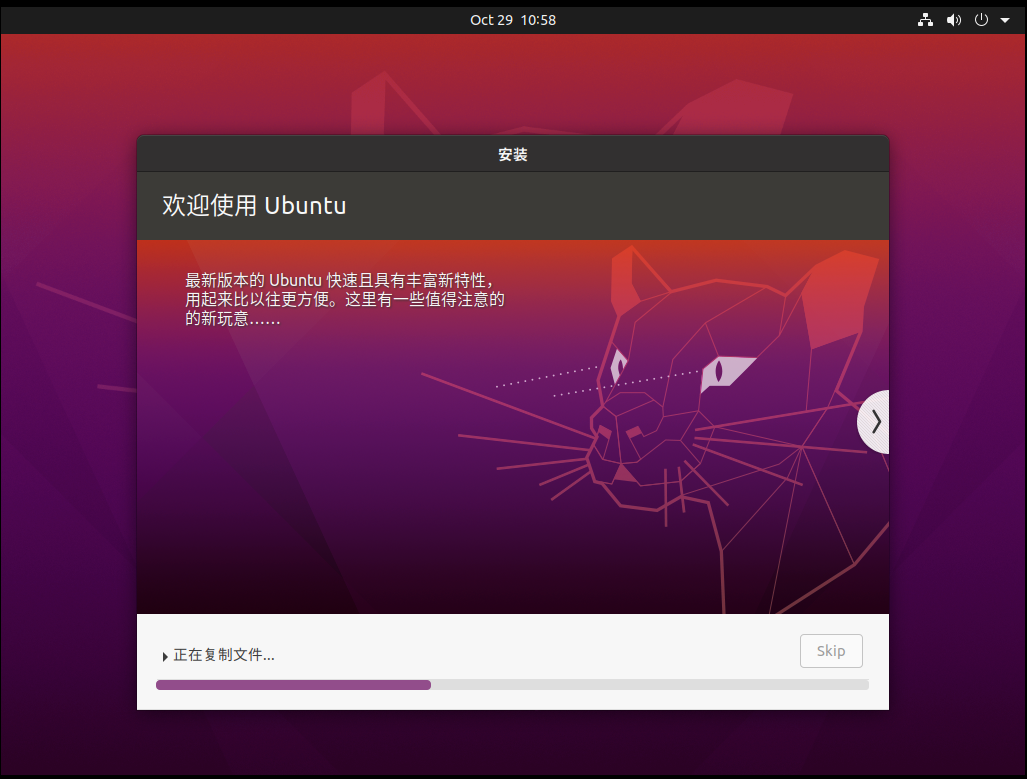 Oct 29 10:58
安装
欢迎使用 Ubuntu
最新版本的 Ubuntu 快速且具有丰富新特性，
用起来比以往更方便。这里有一些值得注意的
的新玩意……
正在复制文件...
Skip